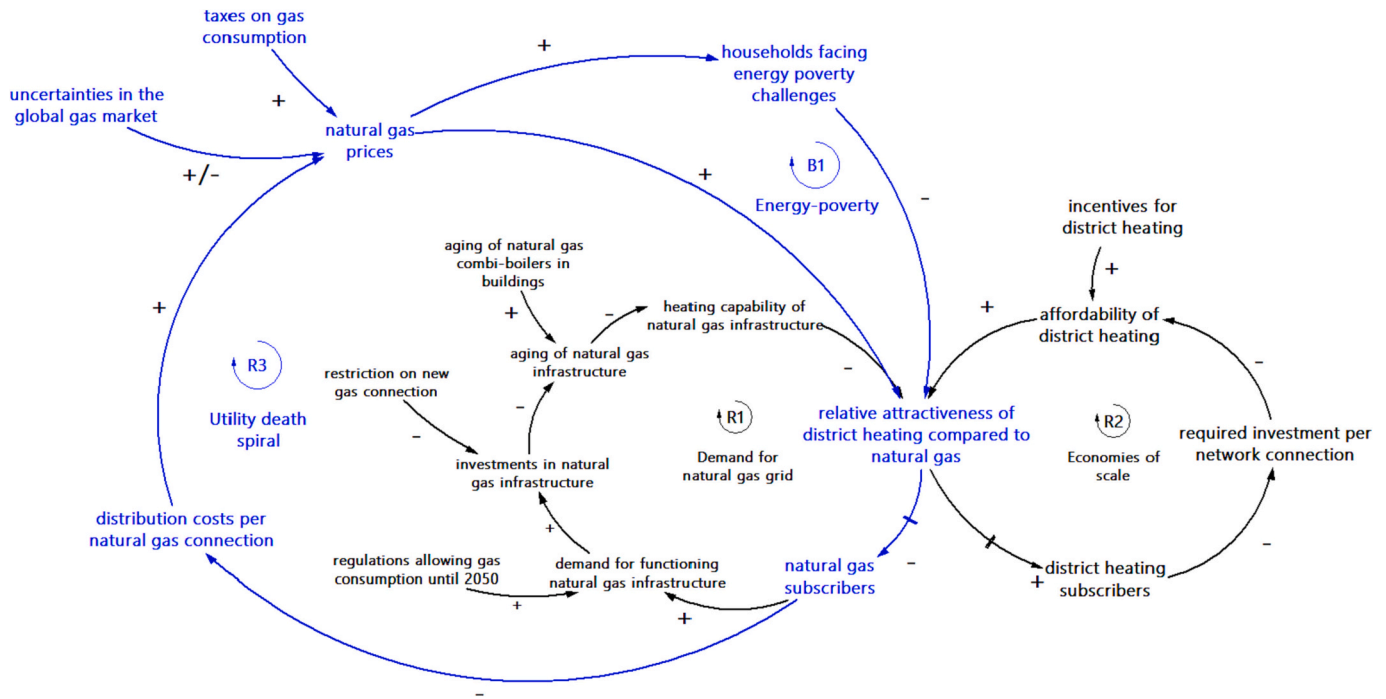 taxes on gas
consumption
+
households facing
energy poverty
challenges
uncertainties in the
global gas market
+
natural gas
prices
+/-
+
B1
Energy-poverty
-
incentives for
district heating
+
aging of natural gas
combi-boilers in
buildings
+
-
heating capability of
natural gas infrastructure
+
affordability of
district heating
+
aging of natural gas
infrastructure
-
-
R3
Utility death
spiral
restriction on new
gas connection
-
-
R1
Demand for
natural gas grid
relative attractiveness of
district heating compared to
natural gas
R2
Economies of
scale
required investment per
network connection
investments in natural
gas infrastructure
+
distribution costs per
natural gas connection
regulations allowing gas
consumption until 2050
+
demand for functioning
natural gas infrastructure
+
natural gas
subscribers
-
+
district heating
subscribers
-
-